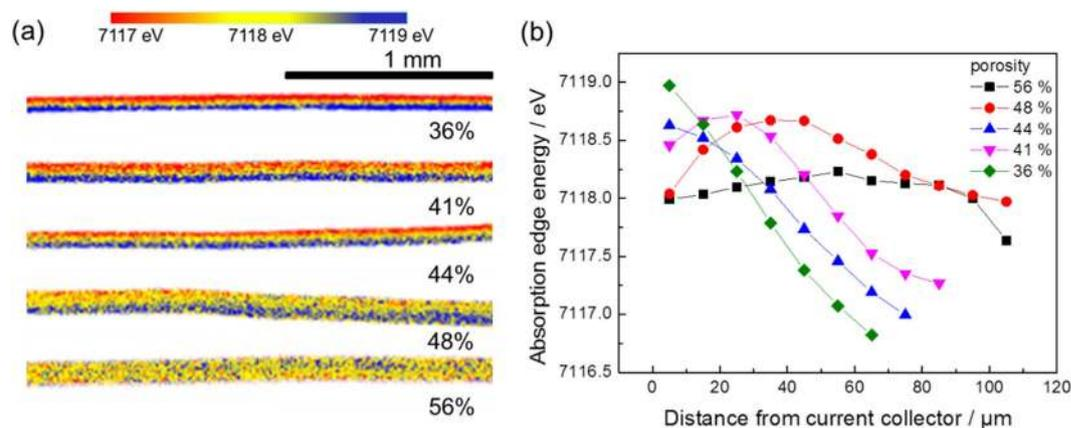 (a)
7117 eV 7118 eV 7119 eV
1 mm
36%
41%
44%
48%
56%
(b)
Absorption edge energy / eV
7119.0
7118.5
7118.0
7117.5
7117.0
7116.5
0 20 40 60 80 100 120
Distance from current collector / µm
porosity
56 %
48 %
44 %
41 %
36 %